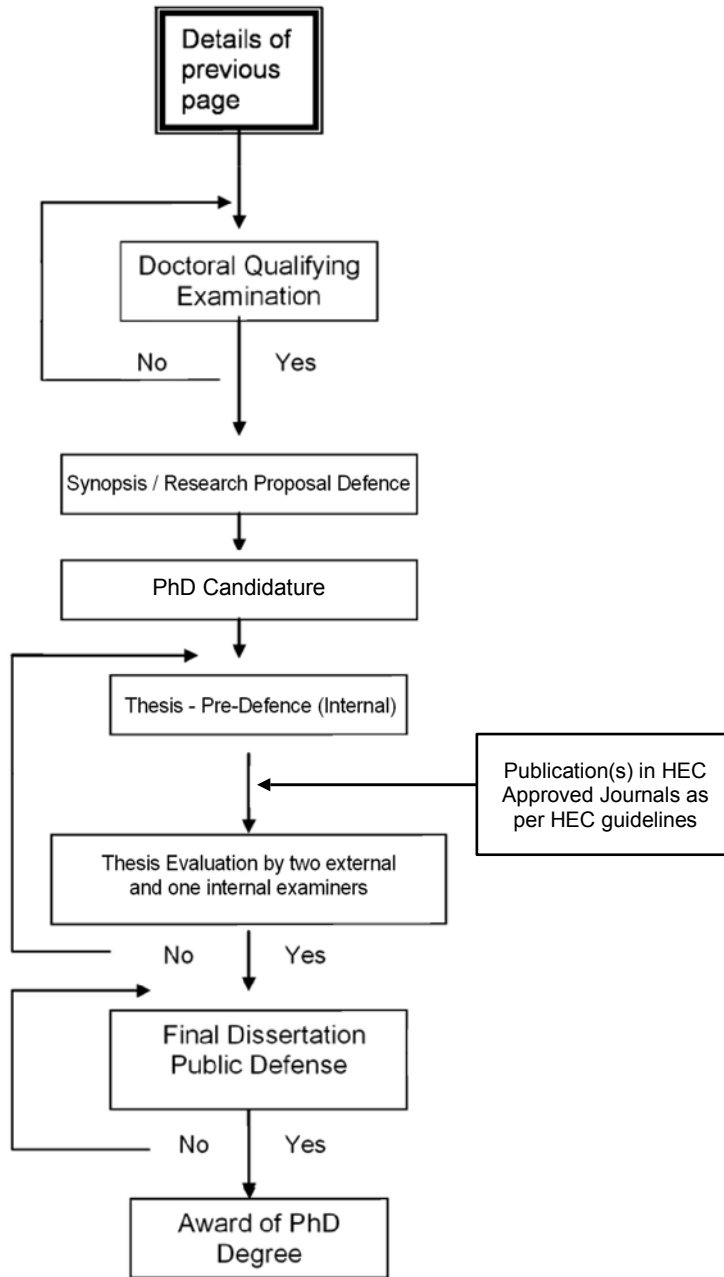 Details of
previous
page
Doctoral Qualifying
Examination
No Yes
Synopsis / Research Proposal Defence
PhD Candidature
Thesis - Pre-Defence (Internal)
Publication(s) in HEC
Approved Journals as
per HEC guidelines
Thesis Evaluation by two external
and one internal examiners
No Yes
Final Dissertation
Public Defense
No Yes
Award of PhD
Degree